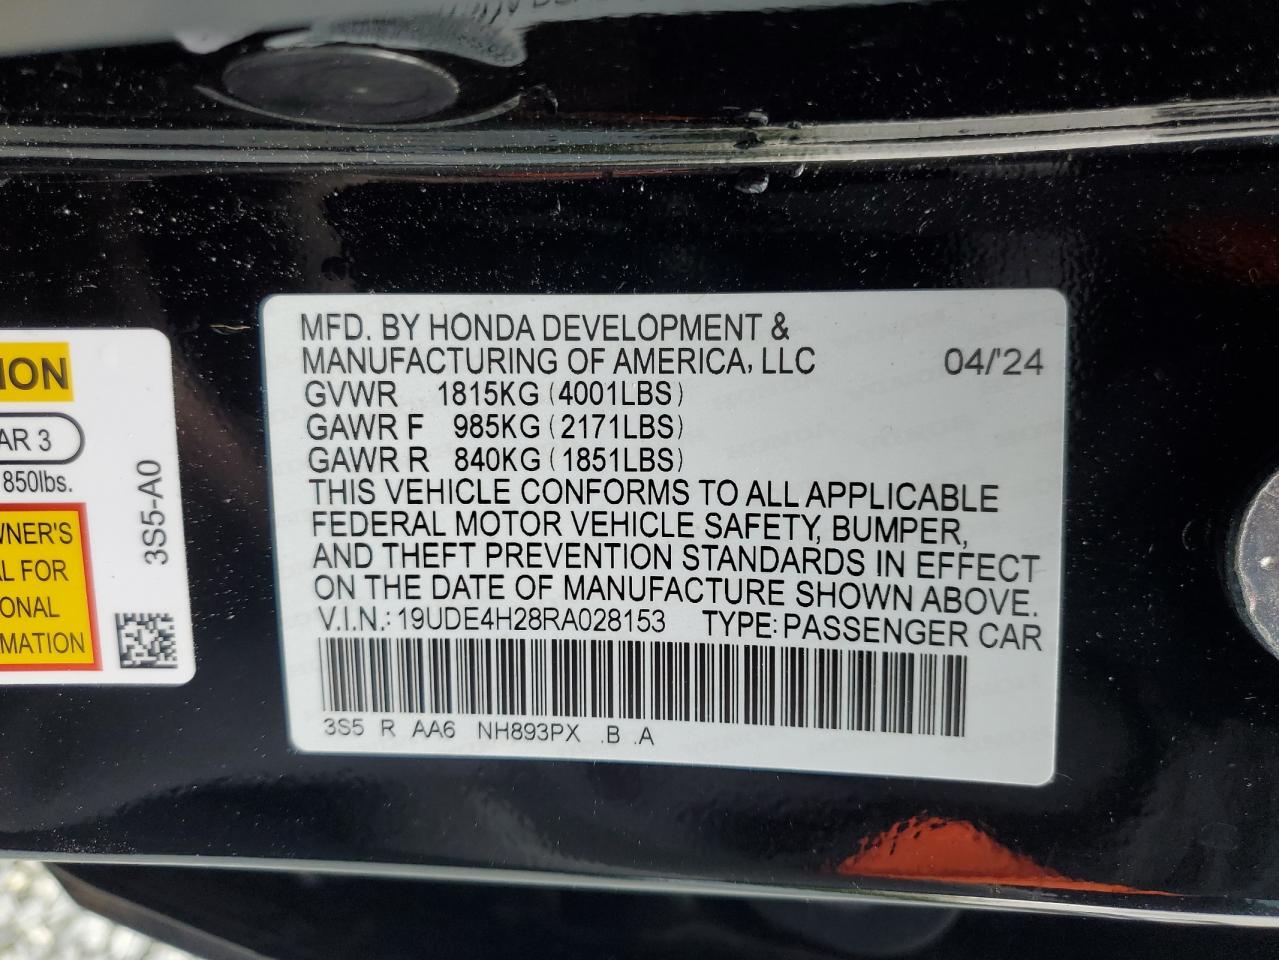 MFD. BY HONDA DEVELOPMENT &
MANUFACTURING OF AMERICA, LLC 04/'24
GVWR 1815KG (4001LBS)
GAWR F 985KG (2171LBS)
GAWR R 840KG (1851LBS)
THIS VEHICLE CONFORMS TO ALL APPLICABLE
FEDERAL MOTOR VEHICLE SAFETY, BUMPER,
AND THEFT PREVENTION STANDARDS IN EFFECT
ON THE DATE OF MANUFACTURE SHOWN ABOVE.
V.I.N.: 19UDE4H28RA028153 TYPE: PASSENGER CAR
3S5 R AA6 NH893PX .B .A
ION
AR 3
850lbs.
WNER'S
AL FOR
IONAL
RMATION
3S5-A0